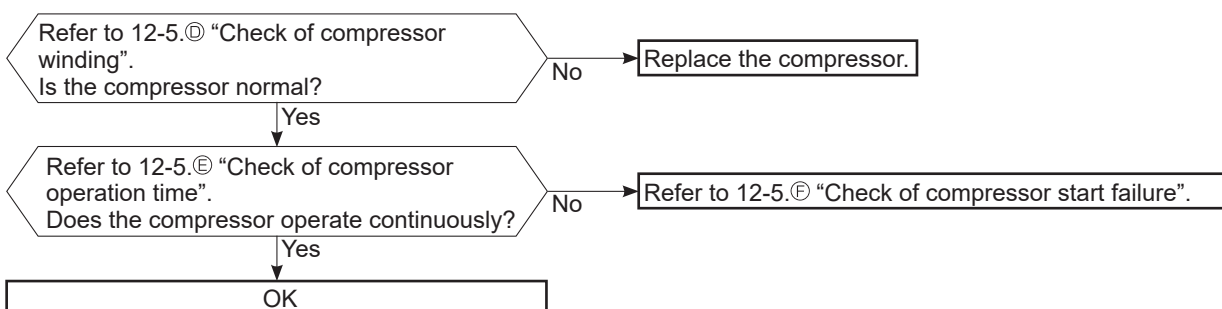 Refer to 12-5.Ⓓ “Check of compressor
winding”.
Is the compressor normal?
No
Replace the compressor.
Yes
Refer to 12-5.Ⓔ “Check of compressor
operation time”.
Does the compressor operate continuously?
No
Refer to 12-5.Ⓕ “Check of compressor start failure”.
Yes
OK